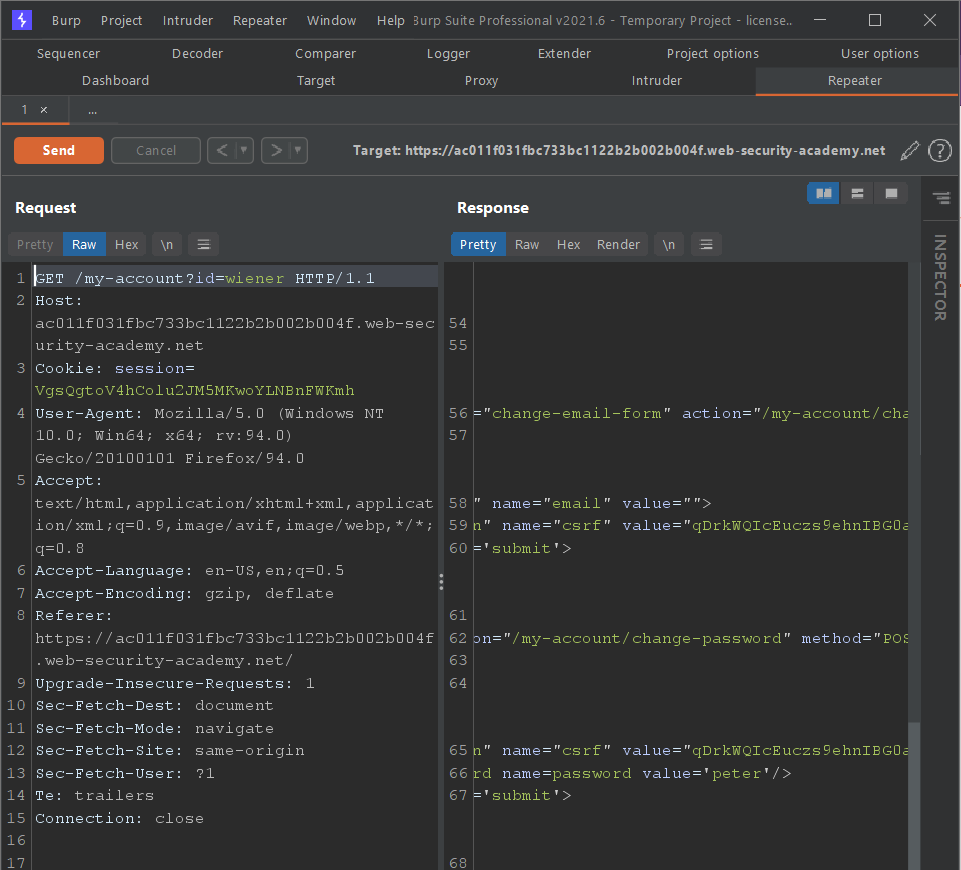 Burp Project Intruder Repeater Window Help Burp Suite Professional v2021.6 - Temporary Project - license..
Sequencer Decoder Comparer Logger Extender Project options User options
Dashboard Target Proxy Intruder Repeater
1 × ...
Send Cancel < > Target: https://ac011f031fbc733bc1122b2b002b004f.web-security-academy.net ?
Request
Pretty Raw Hex \n
1 GET /my-account?id=wiener HTTP/1.1
2 Host:
ac011f031fbc733bc1122b2b002b004f.web-sec
urity-academy.net
3 Cookie: session=
VgsQgtoV4hColu2JM5MKwoYLNBnFWKmh
4 User-Agent: Mozilla/5.0 (Windows NT
10.0; Win64; x64; rv:94.0)
Gecko/20100101 Firefox/94.0
5 Accept:
text/html,application/xhtml+xml,applicat
ion/xml;q=0.9,image/avif,image/webp,*/*;
q=0.8
6 Accept-Language: en-US,en;q=0.5
7 Accept-Encoding: gzip, deflate
8 Referer:
https://ac011f031fbc733bc1122b2b002b004f
.web-security-academy.net/
9 Upgrade-Insecure-Requests: 1
10 Sec-Fetch-Dest: document
11 Sec-Fetch-Mode: navigate
12 Sec-Fetch-Site: same-origin
13 Sec-Fetch-User: ?1
14 Te: trailers
15 Connection: close
16
17
Response
Pretty Raw Hex Render \n
54
55
56 ="change-email-form" action="/my-account/cha
57
58 " name="email" value="">
59 n" name="csrf" value="qDrkWQIcEuczs9ehnIBG0a
60 ='submit'>
61
62 on="/my-account/change-password" method="POS
63
64
65 n" name="csrf" value="qDrkWQIcEuczs9ehnIBG0a
66 rd name=password value='peter'/>
67 ='submit'>
68
INSPECTOR